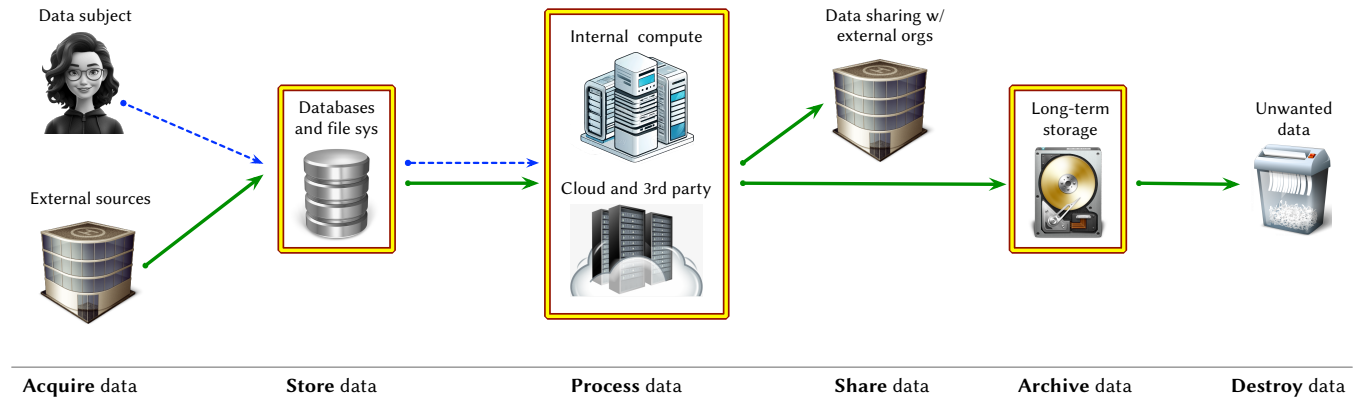 Data subject
External sources
Databases
and file sys
Internal compute
Cloud and 3rd party
Data sharing w/
external orgs
Long-term
storage
Unwanted
data
Acquire data
Store data
Process data
Share data
Archive data
Destroy data